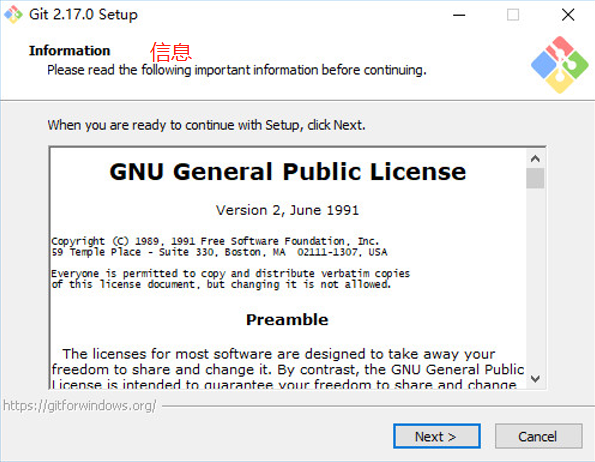 Git 2.17.0 Setup
Information 信息
Please read the following important information before continuing.
When you are ready to continue with Setup, click Next.
GNU General Public License
Version 2, June 1991
Copyright (C) 1989, 1991 Free Software Foundation, Inc.
59 Temple Place - Suite 330, Boston, MA  02111-1307, USA
Everyone is permitted to copy and distribute verbatim copies
of this license document, but changing it is not allowed.
Preamble
The licenses for most software are designed to take away your
freedom to share and change it. By contrast, the GNU General Public
License is intended to guarantee your freedom to share and change
https://gitforwindows.org/
Next >
Cancel